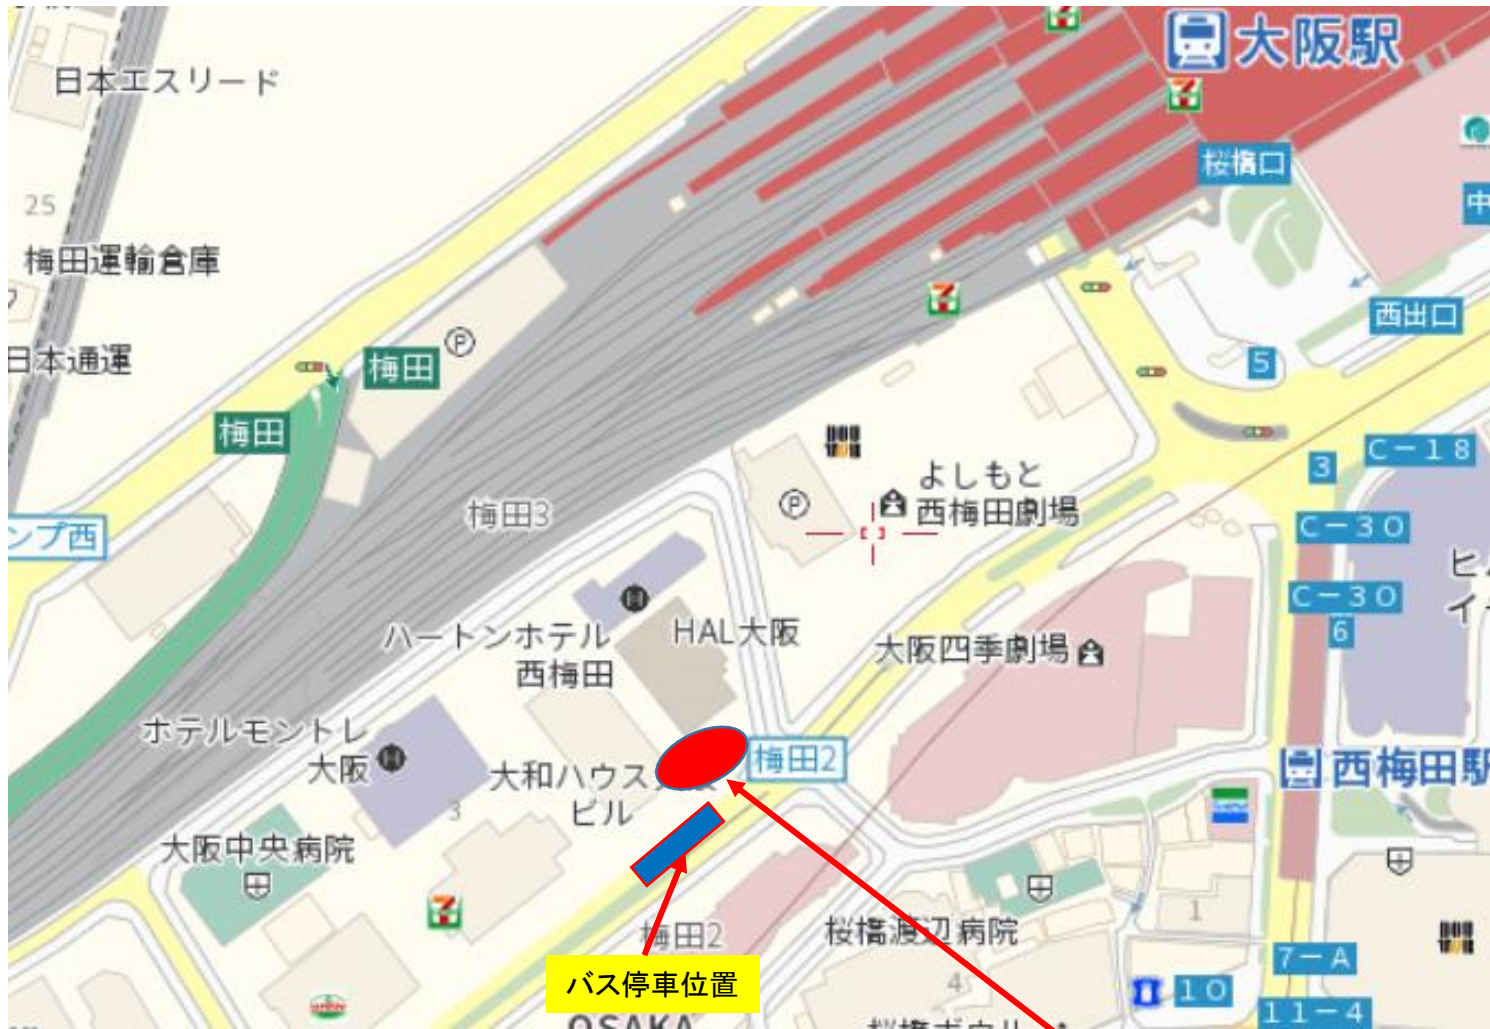 大阪駅
日本エスリード
桜橋口
中
25
梅田運輸倉庫
西出口
日本通運
梅田
5
梅田
C－18
3
よしもと
西梅田劇場
梅田3
C－30
ンプ西
C－30
6
HAL大阪
ハートンホテル
西梅田
大阪四季劇場
ホテルモントレ
大阪
梅田2
西梅田駅
大和ハウス
ビル
3
大阪中央病院
梅田2
桜橋渡辺病院
1
7－A
バス停車位置
4
10
11－4
OSAKA